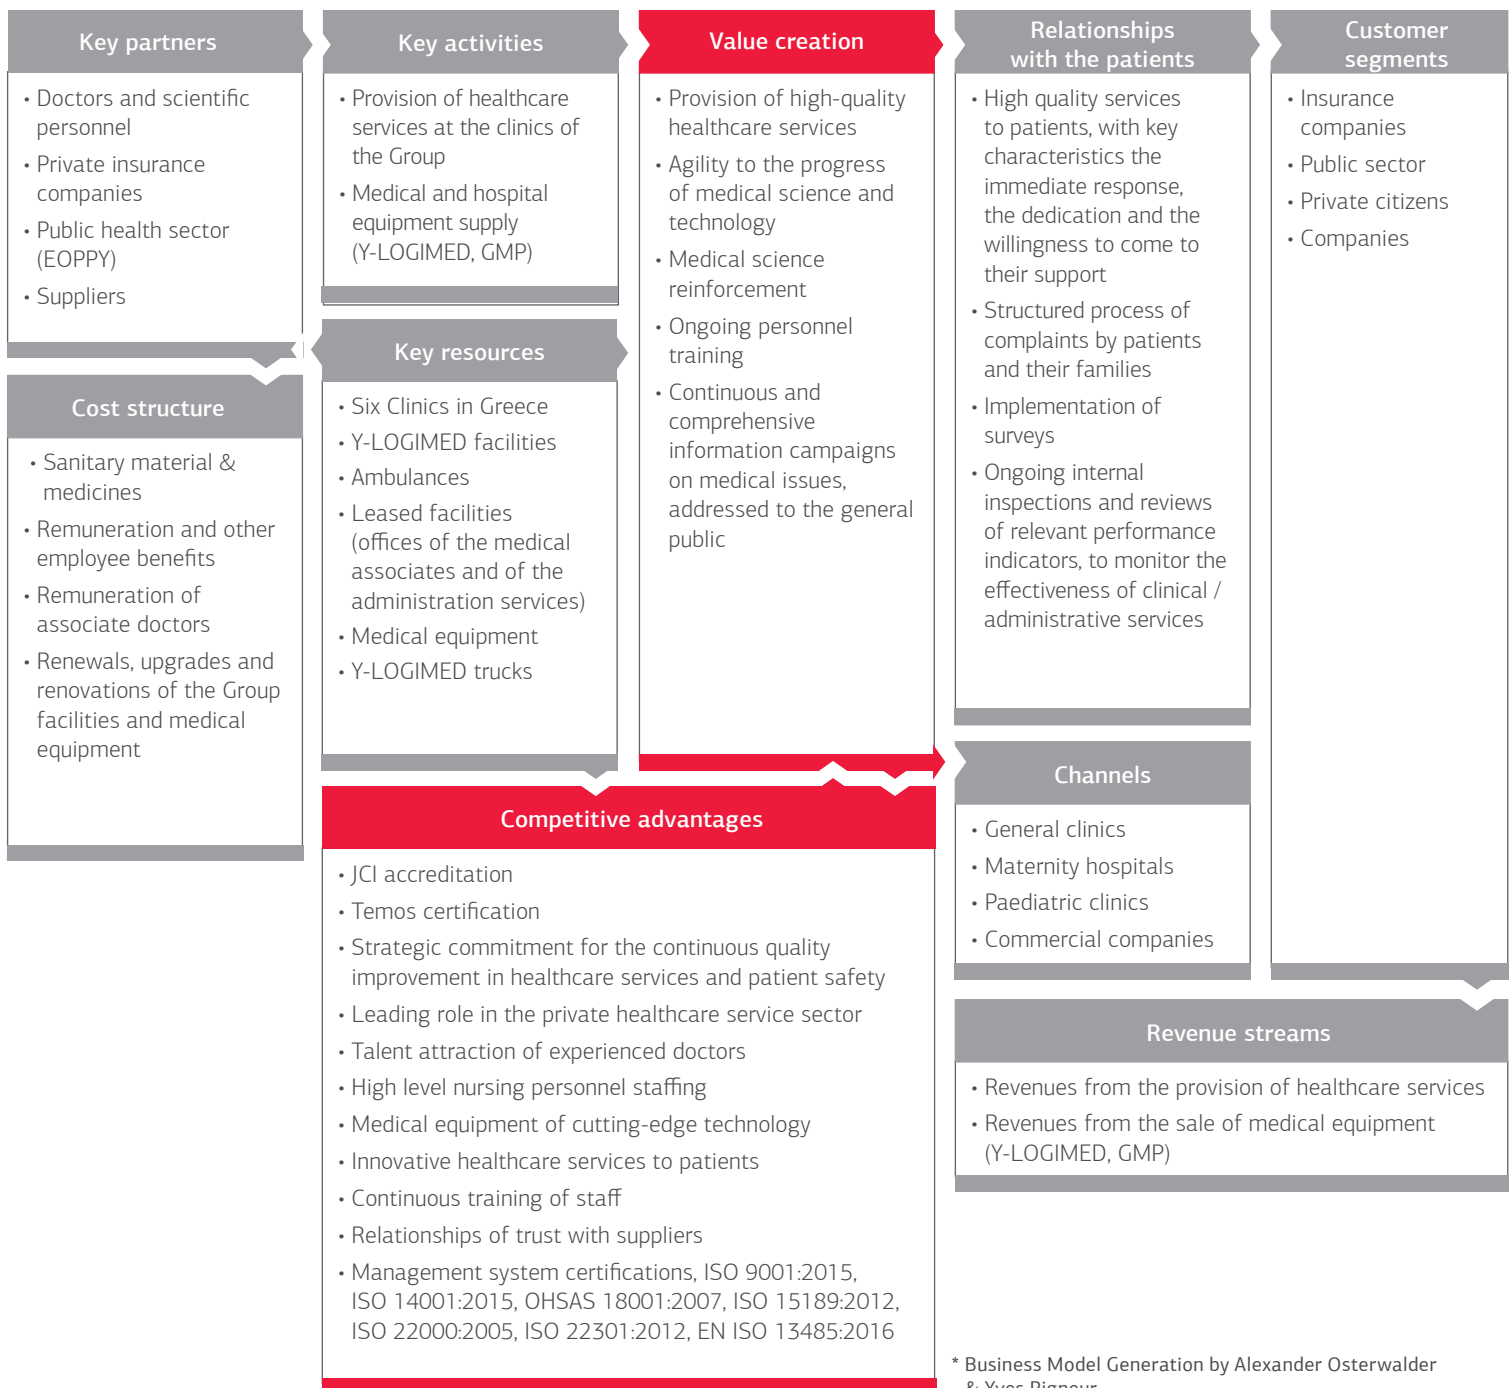 Key partners
• Doctors and scientific
personnel
• Private insurance
companies
• Public health sector
(EOPPY)
• Suppliers
Cost structure
• Sanitary material &
medicines
• Remuneration and other
employee benefits
• Remuneration of
associate doctors
• Renewals, upgrades and
renovations of the Group
facilities and medical
equipment
Key activities
• Provision of healthcare
services at the clinics of
the Group
• Medical and hospital
equipment supply
(Y-LOGIMED, GMP)
Key resources
• Six Clinics in Greece
• Y-LOGIMED facilities
• Ambulances
• Leased facilities
(offices of the medical
associates and of the
administration services)
• Medical equipment
• Y-LOGIMED trucks
Value creation
• Provision of high-quality
healthcare services
• Agility to the progress
of medical science and
technology
• Medical science
reinforcement
• Ongoing personnel
training
• Continuous and
comprehensive
information campaigns
on medical issues,
addressed to the general
public
Competitive advantages
• JCI accreditation
• Temos certification
• Strategic commitment for the continuous quality
improvement in healthcare services and patient safety
• Leading role in the private healthcare service sector
• Talent attraction of experienced doctors
• High level nursing personnel staffing
• Medical equipment of cutting-edge technology
• Innovative healthcare services to patients
• Continuous training of staff
• Relationships of trust with suppliers
• Management system certifications, ISO 9001:2015,
ISO 14001:2015, OHSAS 18001:2007, ISO 15189:2012,
ISO 22000:2005, ISO 22301:2012, EN ISO 13485:2016
Relationships
with the patients
• High quality services
to patients, with key
characteristics the
immediate response,
the dedication and the
willingness to come to
their support
• Structured process of
complaints by patients
and their families
• Implementation of
surveys
• Ongoing internal
inspections and reviews
of relevant performance
indicators, to monitor the
effectiveness of clinical /
administrative services
Channels
• General clinics
• Maternity hospitals
• Paediatric clinics
• Commercial companies
Customer
segments
• Insurance
companies
• Public sector
• Private citizens
• Companies
Revenue streams
• Revenues from the provision of healthcare services
• Revenues from the sale of medical equipment
(Y-LOGIMED, GMP)
* Business Model Generation by Alexander Osterwalder
& Yves Pigneur